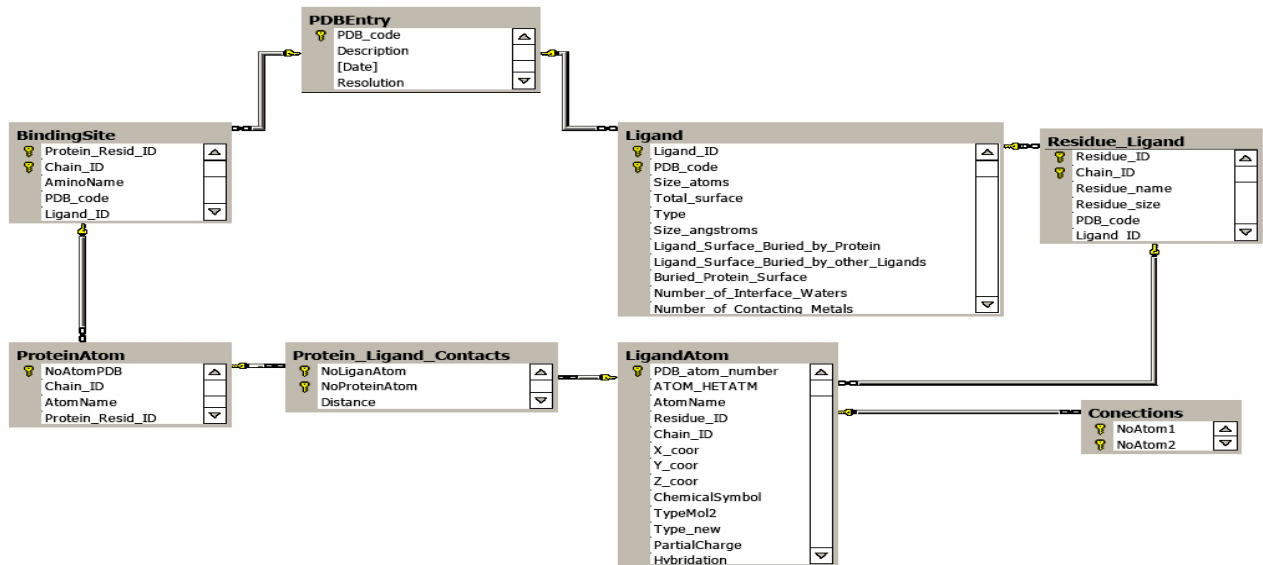 PDBEntry
PDB_code
Description
[Date]
Resolution
BindingSite
Protein_Resid_ID
Chain_ID
AminoName
PDB_code
Ligand_ID
Ligand
Ligand_ID
PDB_code
Size_atoms
Total_surface
Type
Size_angstroms
Ligand_Surface_Buried_by_Protein
Ligand_Surface_Buried_by_other_Ligands
Buried_Protein_Surface
Number_of_Interface_Waters
Number_of_Contacting_Metals
Residue_Ligand
Residue_ID
Chain_ID
Residue_name
Residue_size
PDB_code
Ligand_ID
ProteinAtom
NoAtomPDB
Chain_ID
AtomName
Protein_Resid_ID
Protein_Ligand_Contacts
NoLiganAtom
NoProteinAtom
Distance
LigandAtom
PDB_atom_number
ATOM_HETATM
AtomName
Residue_ID
Chain_ID
X_coor
Y_coor
Z_coor
ChemicalSymbol
TypeMol2
Type_new
PartialCharge
Hybridation
Conections
NoAtom1
NoAtom2